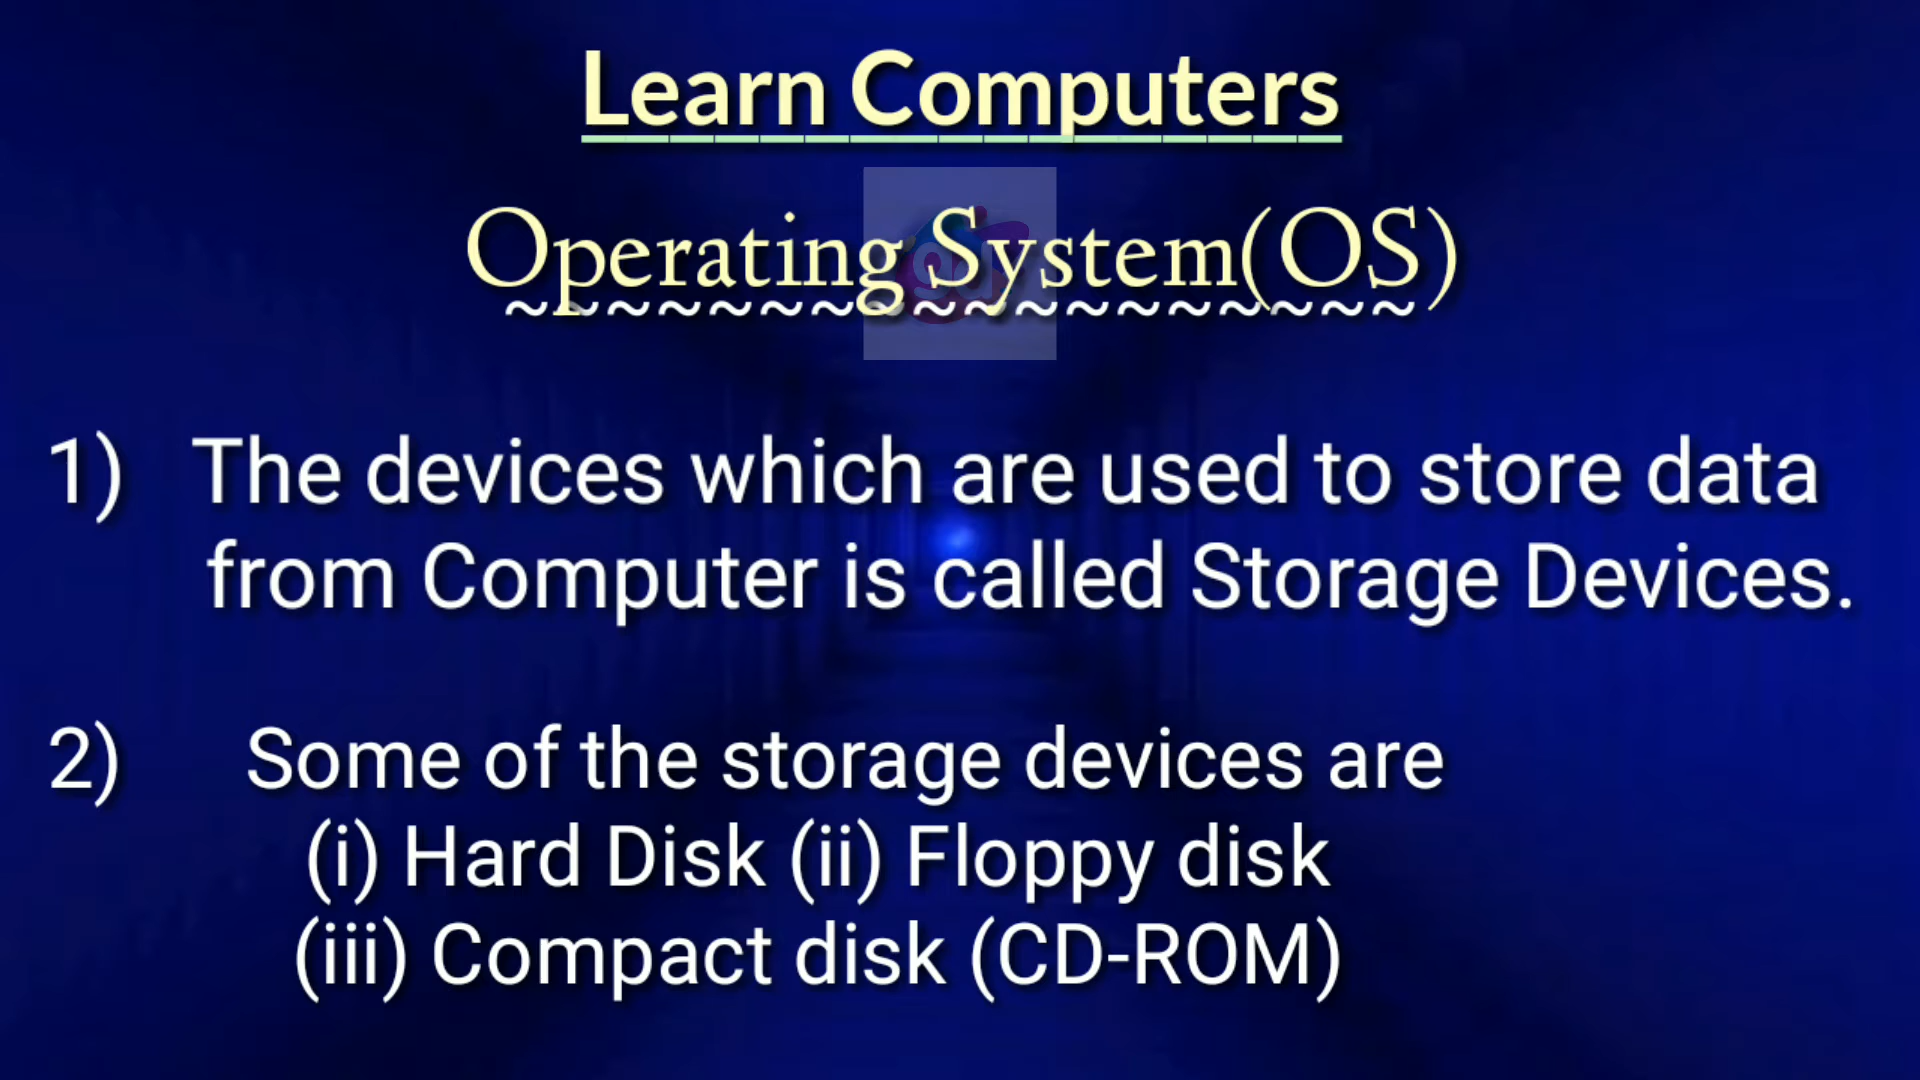 Learn Computers
Operating System(OS)
~~~~~~~~~~~~~~~~~~
1) The devices which are used to store data
from Computer is called Storage Devices.
2) Some of the storage devices are
(i) Hard Disk (ii) Floppy disk
(iii) Compact disk (CD-ROM)